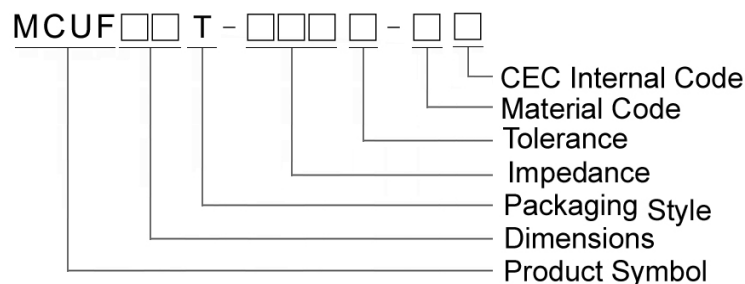 MCUF□□ T-□□□ □-□ □
CEC Internal Code
Material Code
Tolerance
Impedance
Packaging Style
Dimensions
Product Symbol